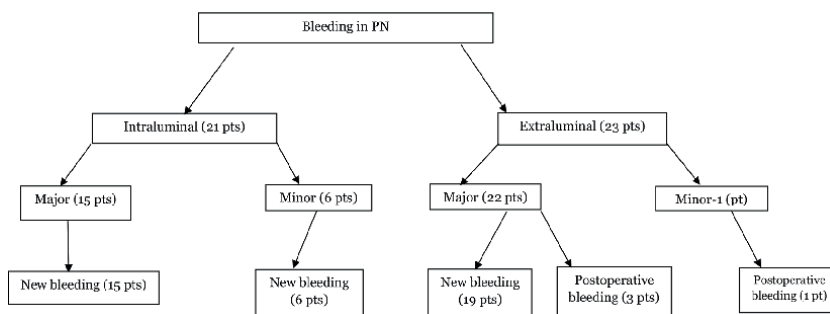 Bleeding in PN
Intraluminal (21 pts)
Extraluminal (23 pts)
Major (15 pts)
Minor (6 pts)
Major (22 pts)
Minor-1 (pt)
New bleeding (15 pts)
New bleeding
(6 pts)
New bleeding
(19 pts)
Postoperative
bleeding (3 pts)
Postoperative
bleeding (1 pt)